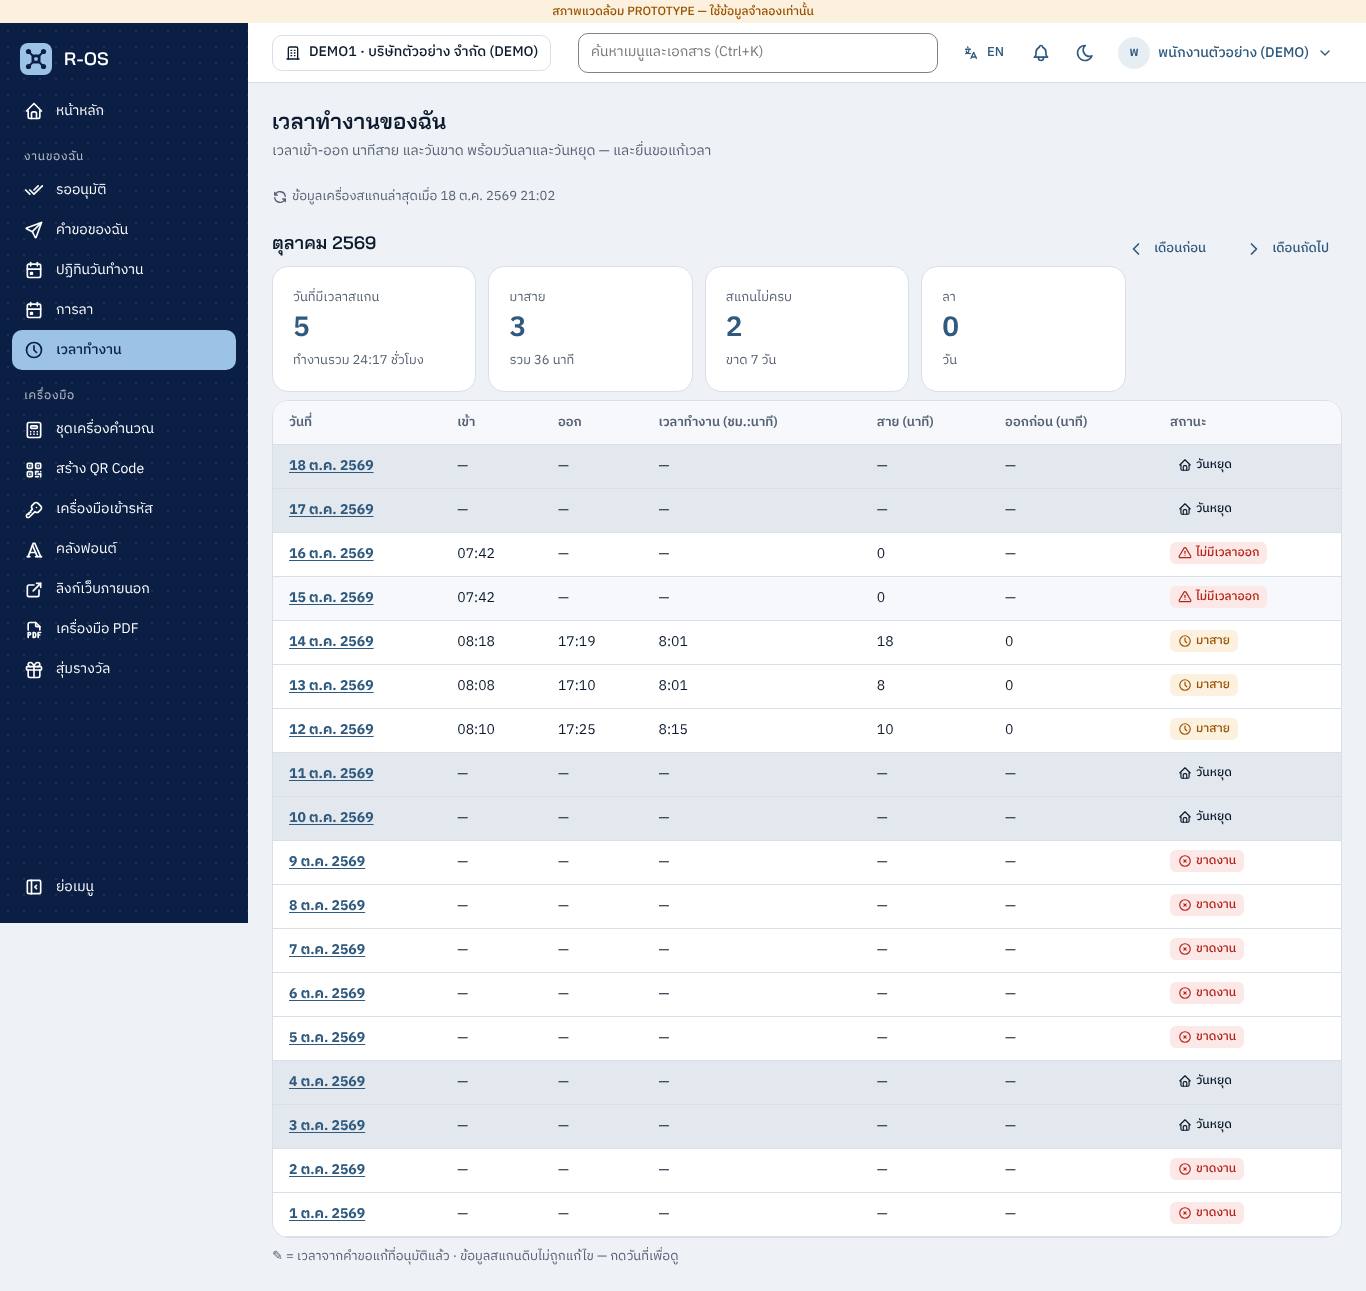 สภาพแวดล้อม PROTOTYPE — ใช้ข้อมูลจำลองเท่านั้น
R-OS
DEMO1 · บริษัทตัวอย่าง จำกัด (DEMO)
ค้นหาเมนูและเอกสาร (Ctrl+K)
EN
พ
พนักงานตัวอย่าง (DEMO)
หน้าหลัก
งานของฉัน
รออนุมัติ
คำขอของฉัน
ปฏิทินวันทำงาน
การลา
เวลาทำงาน
เครื่องมือ
ชุดเครื่องคำนวณ
สร้าง QR Code
เครื่องมือเข้ารหัส
คลังฟอนต์
ลิงก์เว็บภายนอก
เครื่องมือ PDF
สุ่มรางวัล
ย่อเมนู
เวลาทำงานของฉัน
เวลาเข้า-ออก นาทีสาย และวันขาด พร้อมวันลาและวันหยุด — และยื่นขอแก้เวลา
ข้อมูลเครื่องสแกนล่าสุดเมื่อ 18 ต.ค. 2569 21:02
ตุลาคม 2569
เดือนก่อน เดือนถัดไป
วันที่มีเวลาสแกน
5
ทำงานรวม 24:17 ชั่วโมง
มาสาย
3
รวม 36 นาที
สแกนไม่ครบ
2
ขาด 7 วัน
ลา
0
วัน
วันที่ เข้า ออก เวลาทำงาน (ชม.:นาที) สาย (นาที) ออกก่อน (นาที) สถานะ
18 ต.ค. 2569 — — — — — วันหยุด
17 ต.ค. 2569 — — — — — วันหยุด
16 ต.ค. 2569 07:42 — — 0 — ไม่มีเวลาออก
15 ต.ค. 2569 07:42 — — 0 — ไม่มีเวลาออก
14 ต.ค. 2569 08:18 17:19 8:01 18 0 มาสาย
13 ต.ค. 2569 08:08 17:10 8:01 8 0 มาสาย
12 ต.ค. 2569 08:10 17:25 8:15 10 0 มาสาย
11 ต.ค. 2569 — — — — — วันหยุด
10 ต.ค. 2569 — — — — — วันหยุด
9 ต.ค. 2569 — — — — — ขาดงาน
8 ต.ค. 2569 — — — — — ขาดงาน
7 ต.ค. 2569 — — — — — ขาดงาน
6 ต.ค. 2569 — — — — — ขาดงาน
5 ต.ค. 2569 — — — — — ขาดงาน
4 ต.ค. 2569 — — — — — วันหยุด
3 ต.ค. 2569 — — — — — วันหยุด
2 ต.ค. 2569 — — — — — ขาดงาน
1 ต.ค. 2569 — — — — — ขาดงาน
✎ = เวลาจากคำขอแก้ที่อนุมัติแล้ว · ข้อมูลสแกนดิบไม่ถูกแก้ไข — กดวันที่เพื่อดู